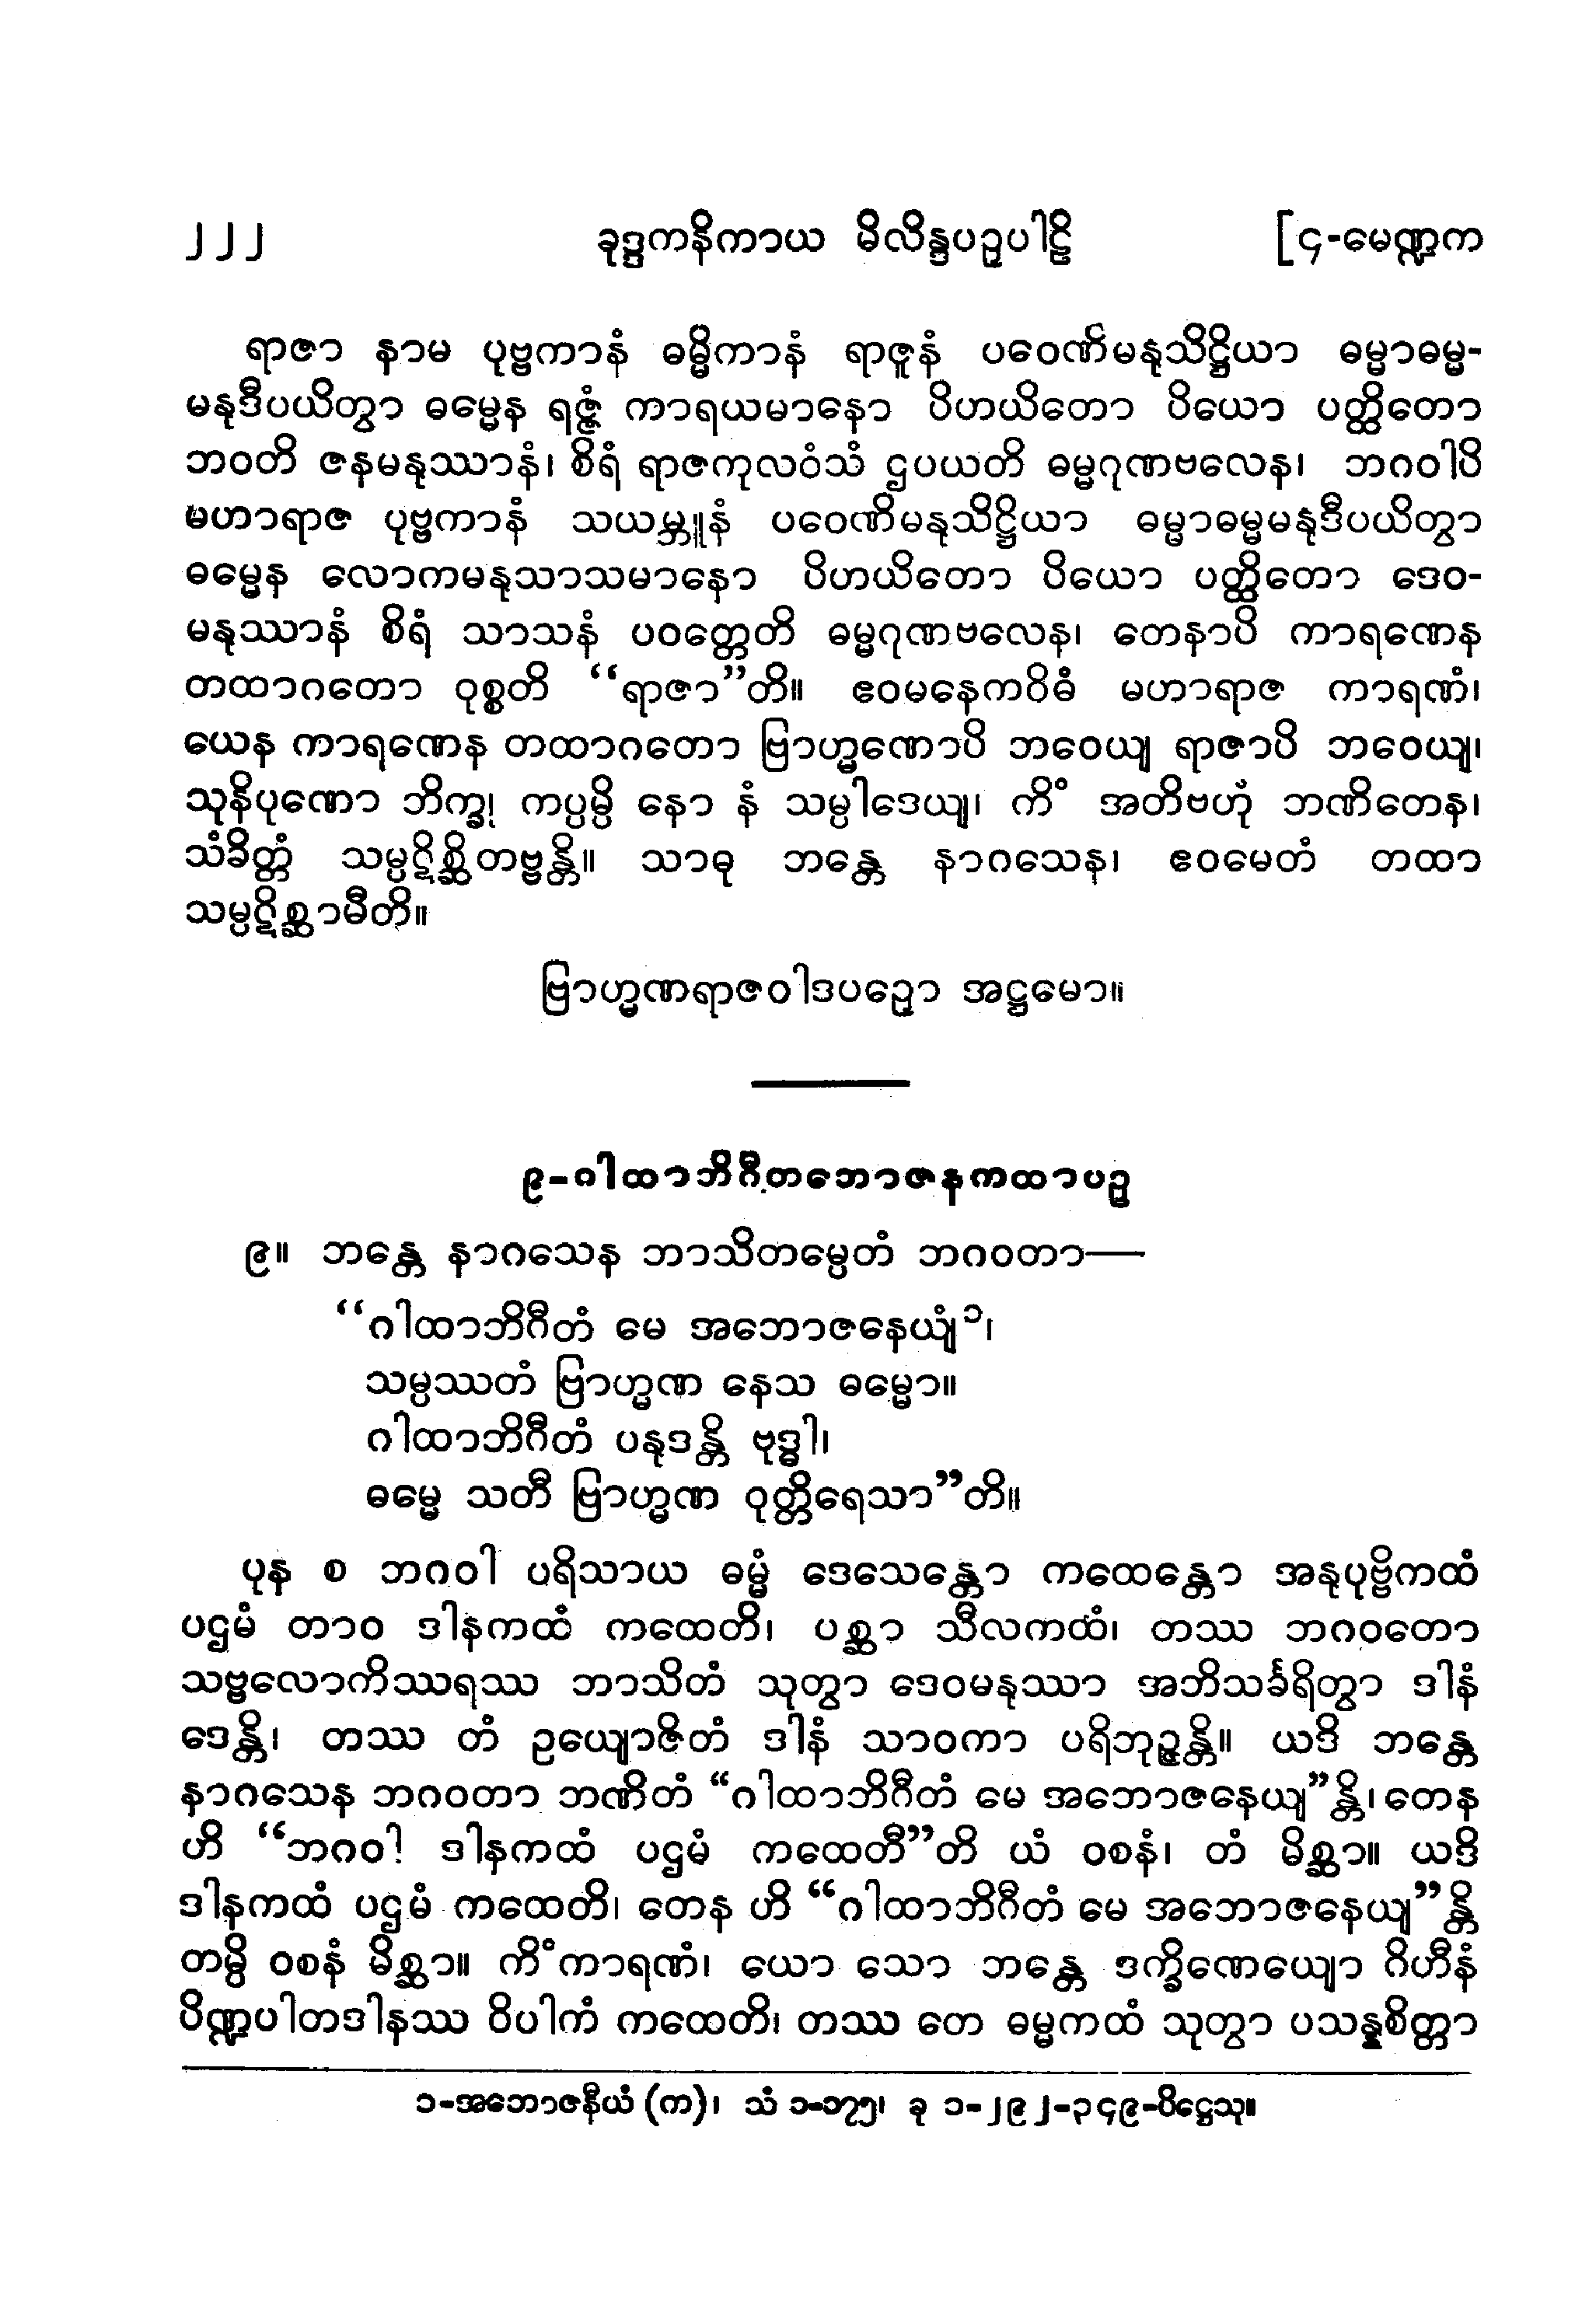 ၂၂၂ ခုဒ္ဒကနိကာယ မိလိန္ဒပဉှပါဠိ [၄-မေဏ္ဍက
ရာဇာ နာမ ပုဗ္ဗကာနံ ဓမ္မိကာနံ ရာဇူနံ ပဝေဏိမနုသိဋ္ဌိယာ ဓမ္မာဓမ္မ-
မနုဒီပယိတွာ ဓမ္မေန ရဇ္ဇံ ကာရယမာနော ပိဟယိတော ပိယော ပတ္ထိတော
ဘဝတိ ဇနမနုဿာနံ၊ စိရံ ရာဇကုလဝံသံ ဌပယတိ ဓမ္မဂုဏဗလေန၊ ဘဂဝါပိ
မဟာရာဇ ပုဗ္ဗကာနံ သယမ္ဘူနံ ပဝေဏိမနုသိဋ္ဌိယာ ဓမ္မာဓမ္မမနုဒီပယိတွာ
ဓမ္မေန လောကမနုသာသမာနော ပိဟယိတော ပိယော ပတ္ထိတော ဒေဝ-
မနုဿာနံ စိရံ သာသနံ ပဝတ္တေတိ ဓမ္မဂုဏဗလေန၊ တေနာပိ ကာရဏေန
တထာဂတော ဝုစ္စတိ “ရာဇာ”တိ။ ဧဝမနေကဝိဓံ မဟာရာဇ ကာရဏံ၊
ယေန ကာရဏေန တထာဂတော ဗြာဟ္မဏောပိ ဘဝေယျ ရာဇာပိ ဘဝေယျ၊
သုနိပုဏော ဘိက္ခု ကပ္ပမ္ပိ နော နံ သမ္ပါဒေယျ၊ ကိံ အတိဗဟုံ ဘဏိတေန၊
သံခိတ္တံ သမ္ပဋိစ္ဆိတဗ္ဗန္တိ။ သာဓု ဘန္တေ နာဂသေန၊ ဧဝမေတံ တထာ
သမ္ပဋိစ္ဆာမီတိ။
ဗြာဟ္မဏရာဇဝါဒပဉှော အဋ္ဌမော။
၉-ဂါထာဘိဂီတဘောဇနကထာပဉှ
၉။ ဘန္တေ နာဂသေန ဘာသိတမ္ပေတံ ဘဂဝတာ—
“ဂါထာဘိဂီတံ မေ အဘောဇနေယျံ၁၊
သမ္ပဿတံ ဗြာဟ္မဏ နေသ ဓမ္မော။
ဂါထာဘိဂီတံ ပနုဒန္တိ ဗုဒ္ဓါ၊
ဓမ္မေ သတီ ဗြာဟ္မဏ ဝုတ္တိရေသာ”တိ။
ပုန စ ဘဂဝါ ပရိသာယ ဓမ္မံ ဒေသေန္တော ကထေန္တော အနုပုဗ္ဗိကထံ
ပဌမံ တာဝ ဒါနကထံ ကထေတိ၊ ပစ္ဆာ သီလကထံ၊ တဿ ဘဂဝတော
သဗ္ဗလောကိဿရဿ ဘာသိတံ သုတွာ ဒေဝမနုဿာ အဘိသင်္ခရိတွာ ဒါနံ
ဒေန္တိ၊ တဿ တံ ဥယျောဇိတံ ဒါနံ သာဝကာ ပရိဘုဉ္ဇန္တိ။ ယဒိ ဘန္တေ
နာဂသေန ဘဂဝတာ ဘဏိတံ “ဂါထာဘိဂီတံ မေ အဘောဇနေယျ”န္တိ၊ တေန
ဟိ “ဘဂဝါ ဒါနကထံ ပဌမံ ကထေတီ”တိ ယံ ဝစနံ၊ တံ မိစ္ဆာ။ ယဒိ
ဒါနကထံ ပဌမံ ကထေတိ၊ တေန ဟိ “ဂါထာဘိဂီတံ မေ အဘောဇနေယျ”န္တိ
တမ္ပိ ဝစနံ မိစ္ဆာ။ ကိံကာရဏံ၊ ယော သော ဘန္တေ ဒက္ခိဏေယျော ဂိဟီနံ
ပိဏ္ဍပါတဒါနဿ ဝိပါကံ ကထေတိ၊ တဿ တေ ဓမ္မကထံ သုတွာ ပသန္နစိတ္တာ
၁-အဘောဇနီယံ (က)၊ သံ ၁-၁၇၅၊ ခု ၁-၂၉၂-၃၄၉-ပိဋ္ဌေသု။